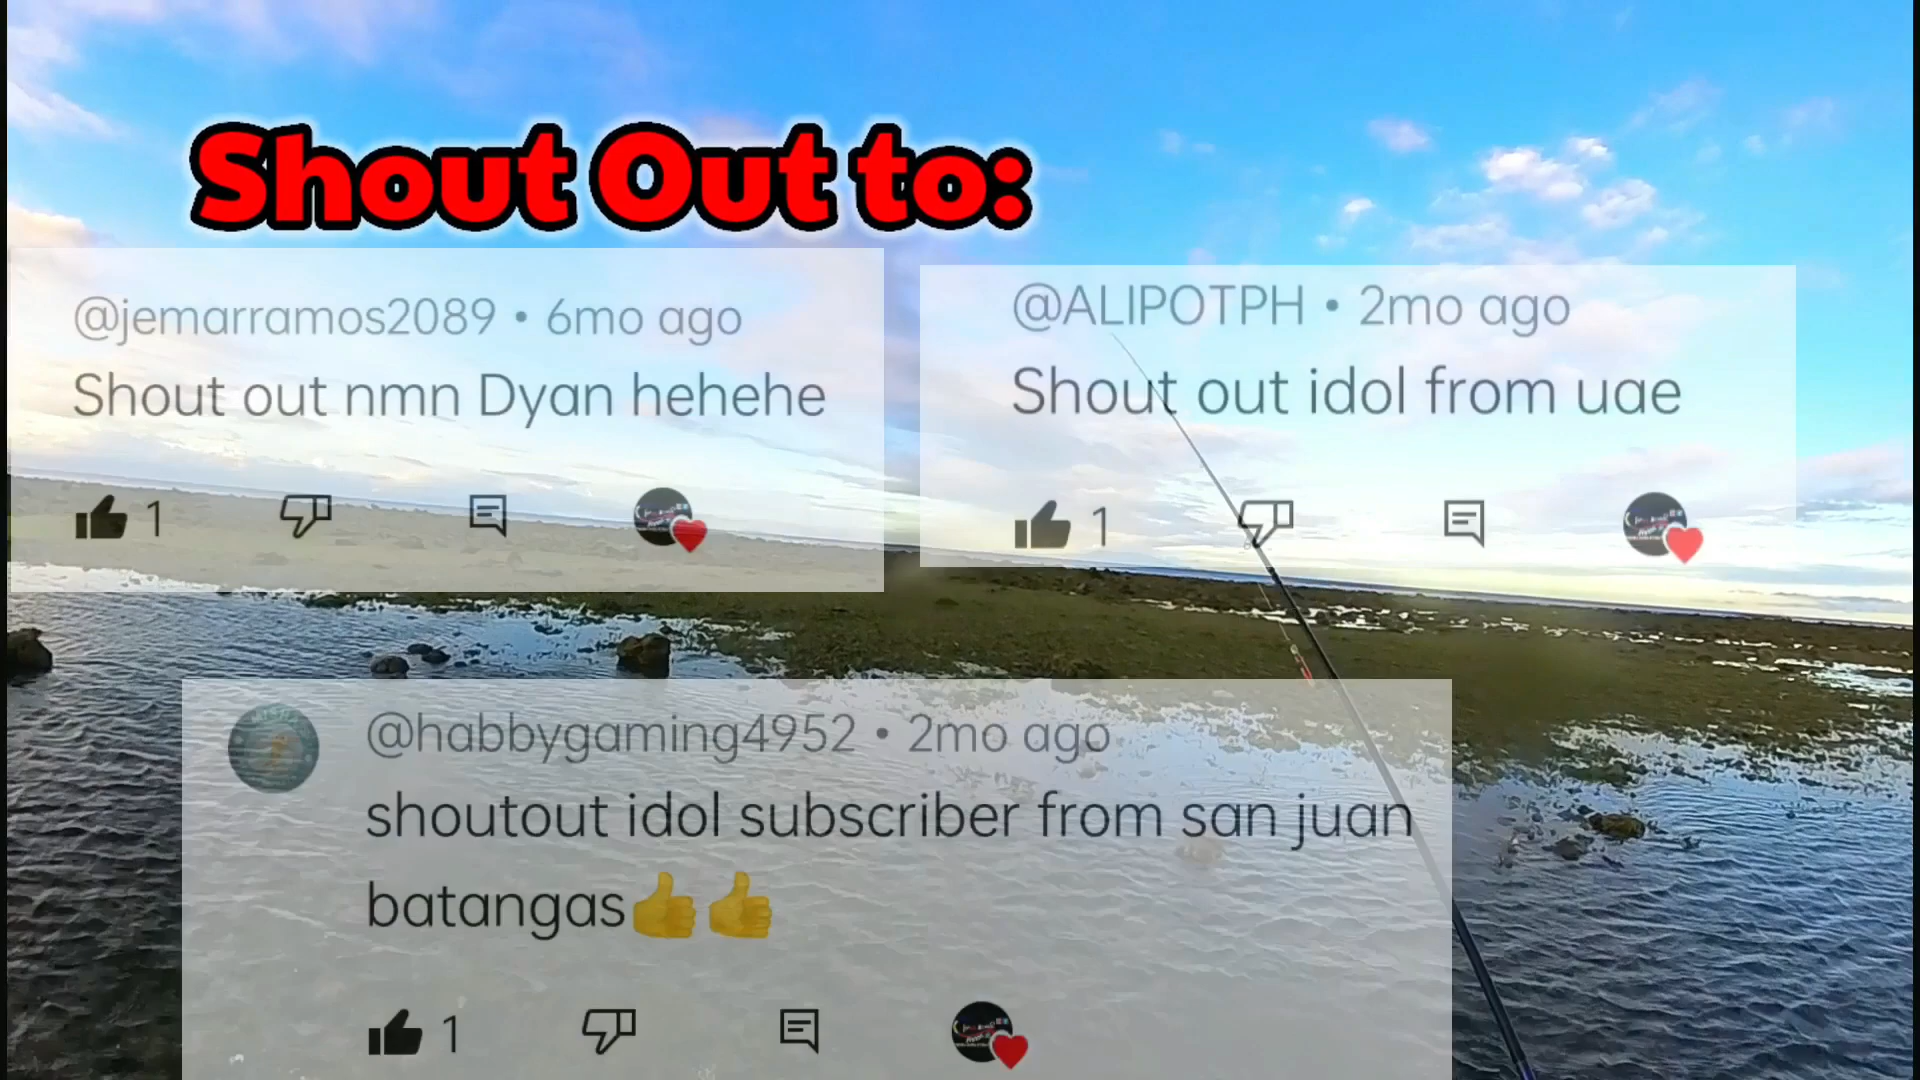 Shout Out to:
@jemarramos2089 • 6mo ago
Shout out nmn Dyan hehehe
1
@ALIPOTPH • 2mo ago
Shout out idol from uae
1
@habbygaming4952 • 2mo ago
shoutout idol subscriber from san juan
batangas👍👍
1